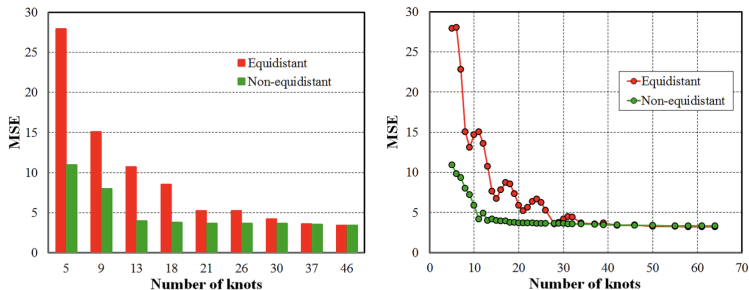 30
25
20
15
10
5
0
MSE
Equidistant
Non-equidistant
5 9 13 18 21 26 30 37 46
Number of knots
30
25
20
15
10
5
0
MSE
Equidistant
Non-equidistant
0 10 20 30 40 50 60 70
Number of knots